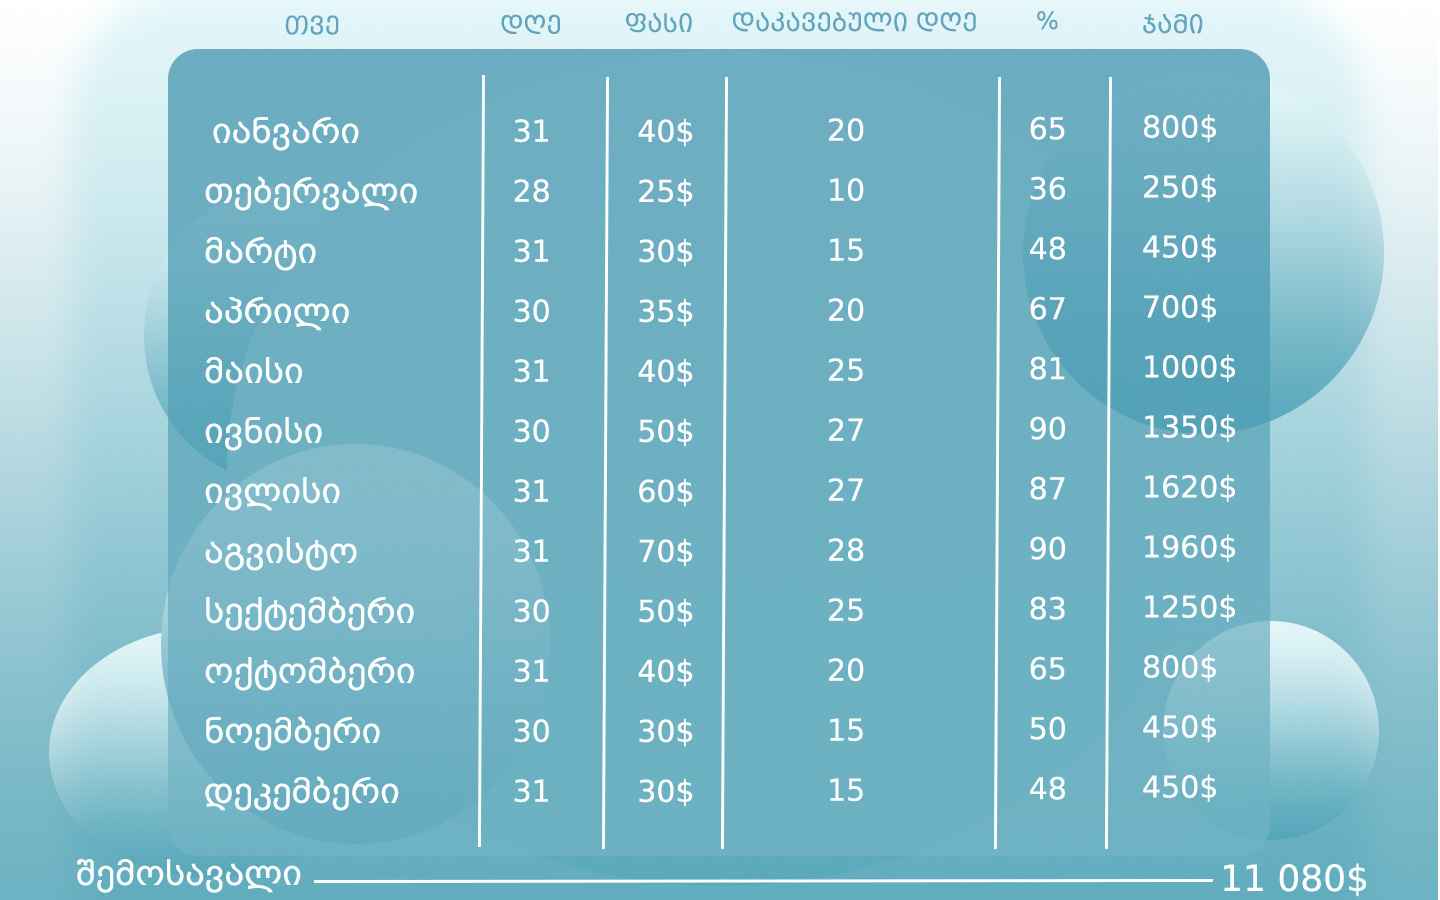 თვე დღე ფასი დაკავებული დღე % ჯამი
იანვარი 31 40$ 20 65 800$
თებერვალი 28 25$ 10 36 250$
მარტი 31 30$ 15 48 450$
აპრილი 30 35$ 20 67 700$
მაისი 31 40$ 25 81 1000$
ივნისი 30 50$ 27 90 1350$
ივლისი 31 60$ 27 87 1620$
აგვისტო 31 70$ 28 90 1960$
სექტემბერი 30 50$ 25 83 1250$
ოქტომბერი 31 40$ 20 65 800$
ნოემბერი 30 30$ 15 50 450$
დეკემბერი 31 30$ 15 48 450$
შემოსავალი 11 080$